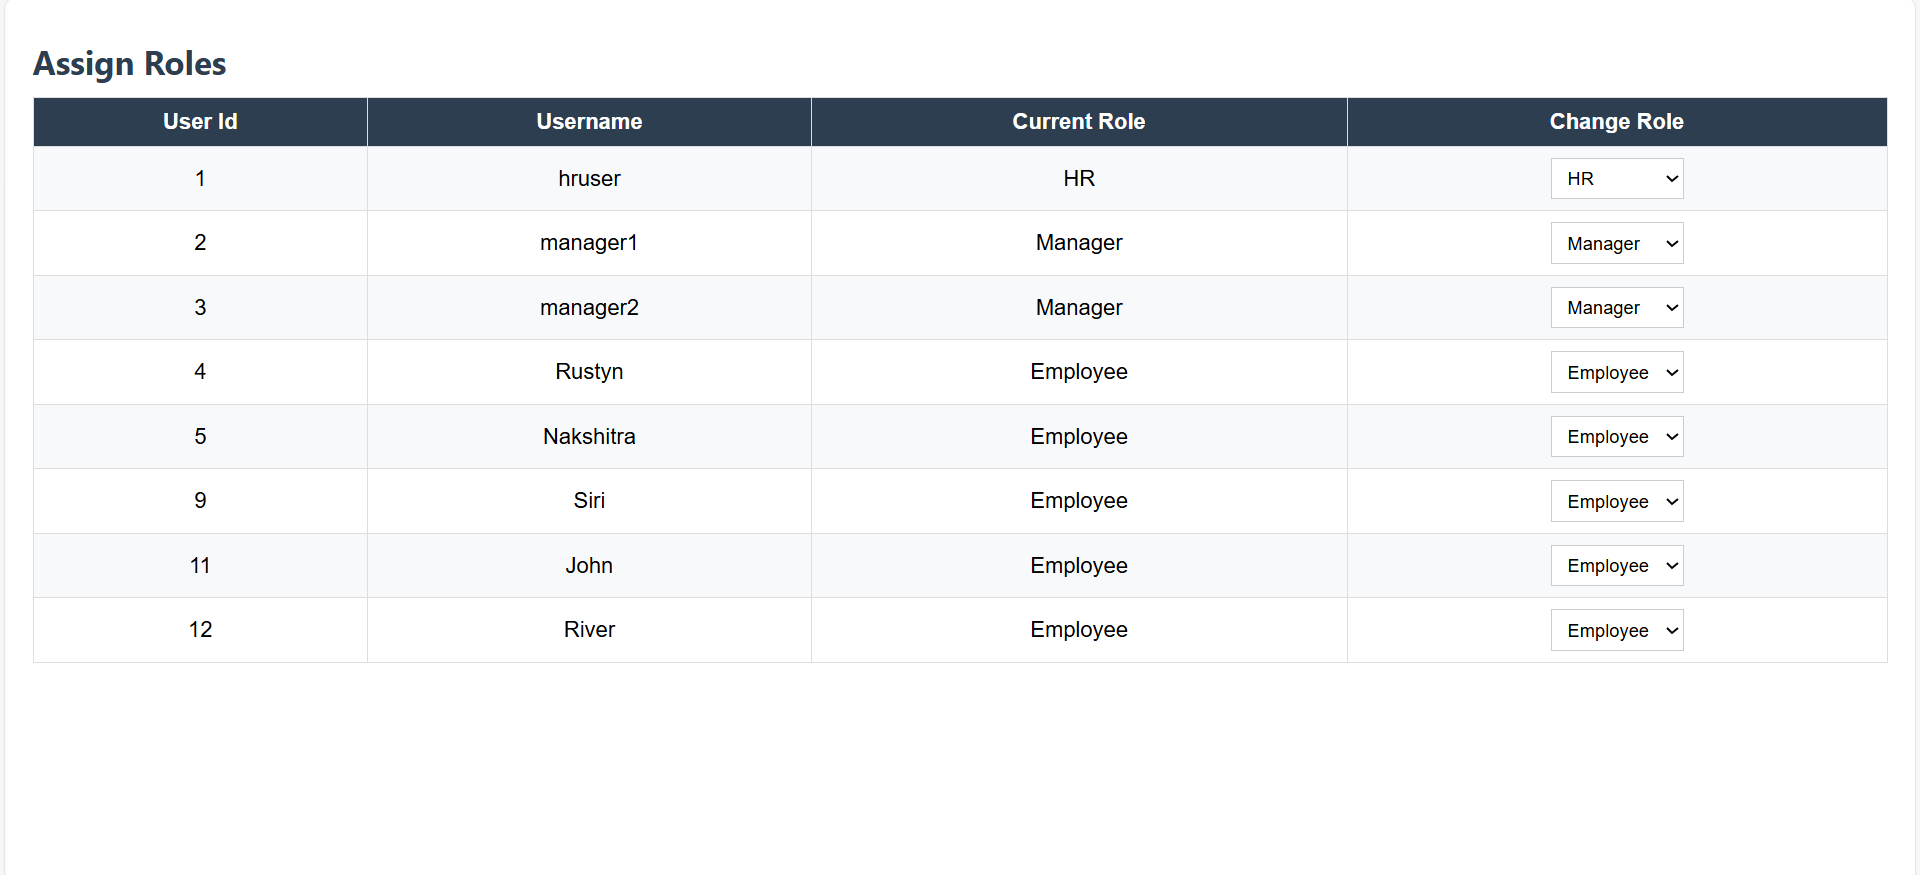 Assign Roles
User Id Username Current Role Change Role
1 hruser HR HR
2 manager1 Manager Manager
3 manager2 Manager Manager
4 Rustyn Employee Employee
5 Nakshitra Employee Employee
9 Siri Employee Employee
11 John Employee Employee
12 River Employee Employee